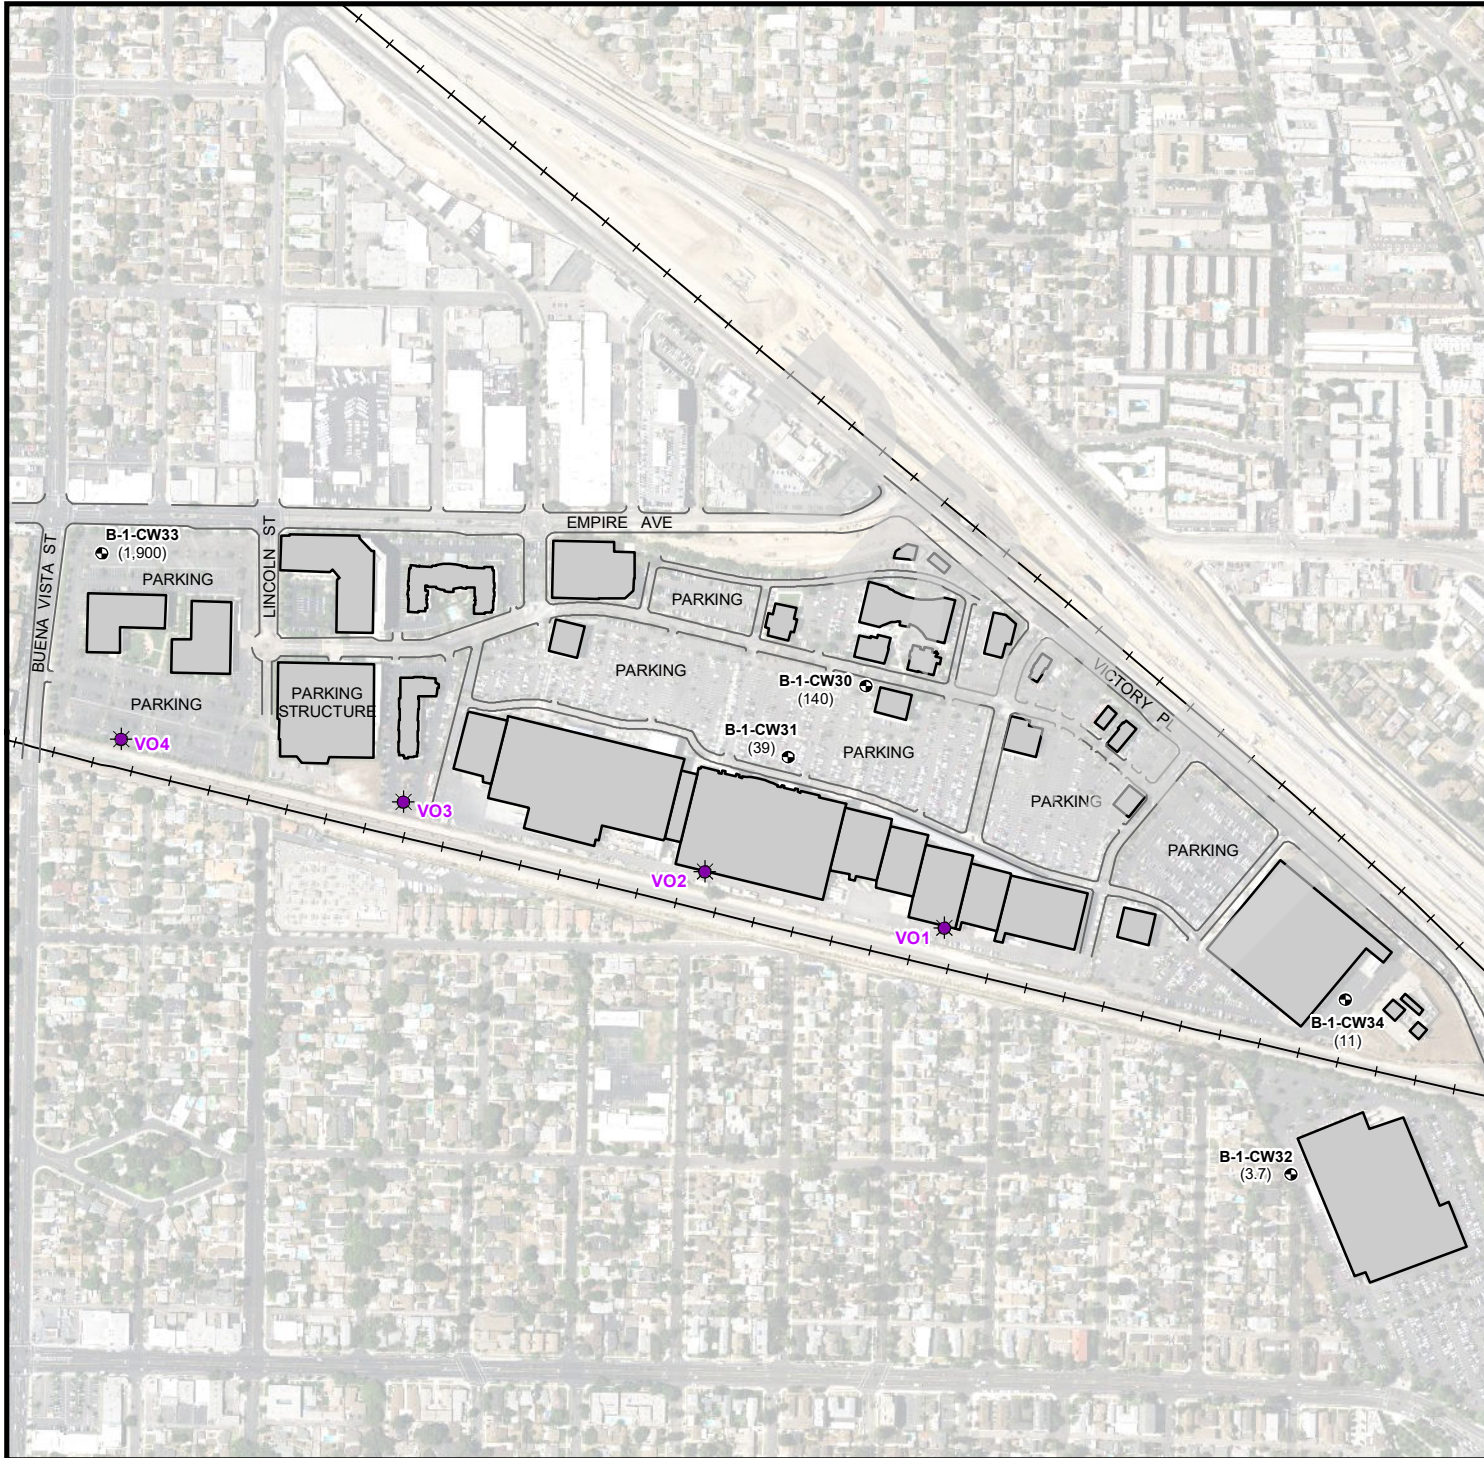 EMPIRE AVE
LINCOLN ST
BUENA VISTA ST
B-1-CW33
(1,900)
PARKING
PARKING
PARKING
PARKING
STRUCTURE
PARKING
B-1-CW30
(140)
VICTORY PL
B-1-CW31
(39)
PARKING
VO4
PARKING
VO3
PARKING
VO2
VO1
B-1-CW34
(11)
B-1-CW32
(3.7)